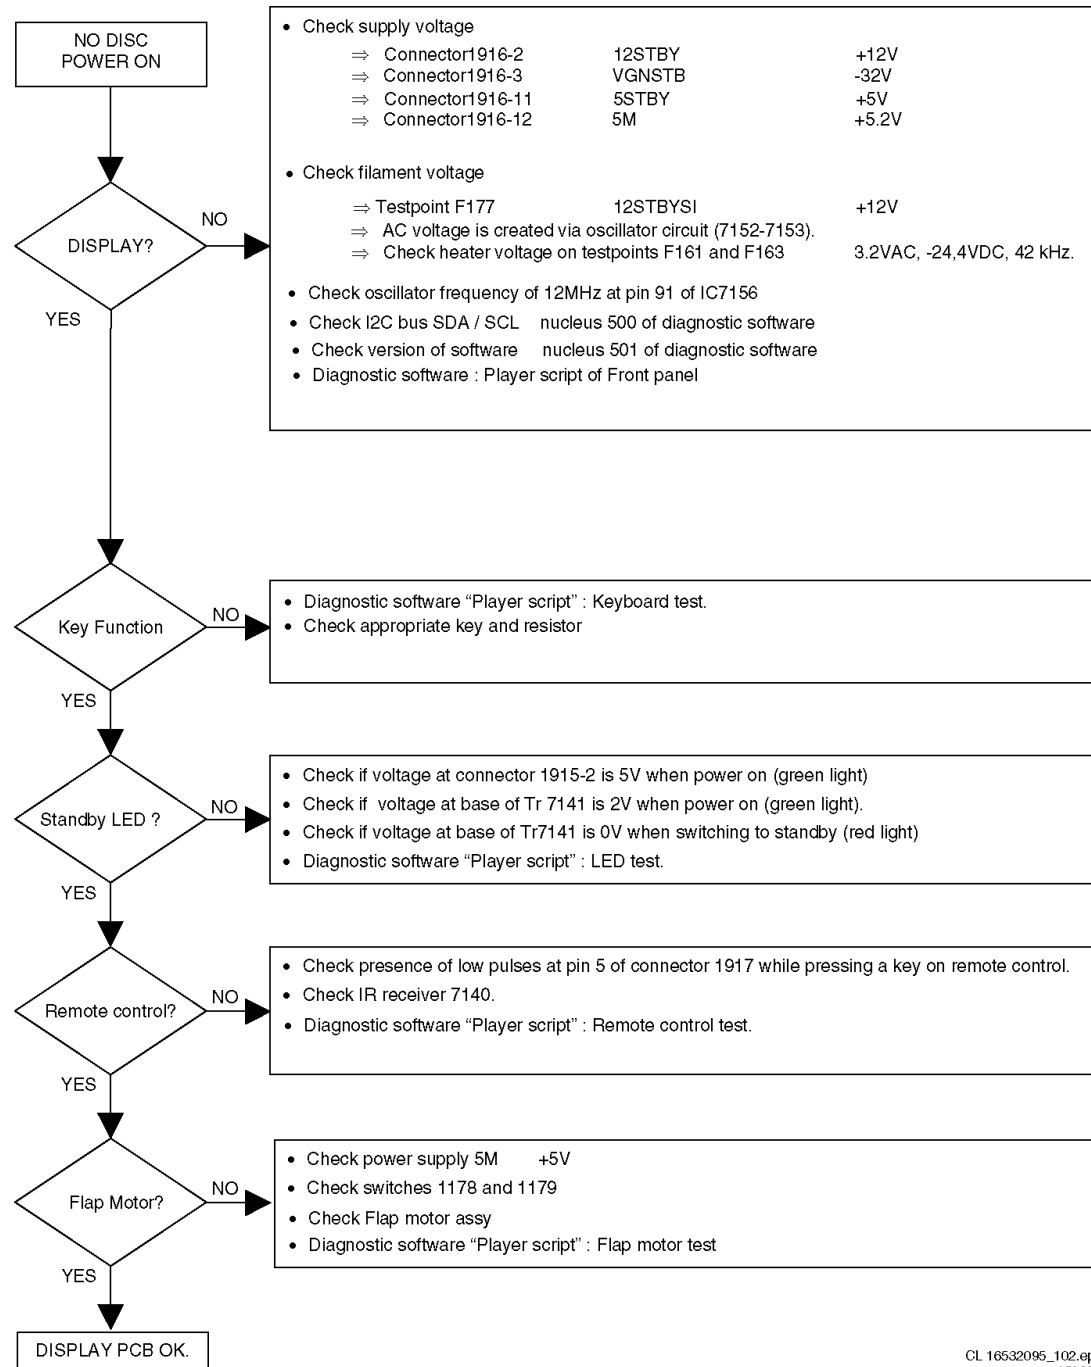 NO DISC
POWER ON
• Check supply voltage
⇒ Connector1916-2 12STBY +12V
⇒ Connector1916-3 VGNSTB -32V
⇒ Connector1916-11 5STBY +5V
⇒ Connector1916-12 5M +5.2V
• Check filament voltage
⇒ Testpoint F177 12STBYSI +12V
⇒ AC voltage is created via ostillator circuit (7152-7153).
⇒ Check heater voltage on testpoints F161 and F163 3.2VAC, -24,4VDC, 42 kHz.
• Check oscillator frequency of 12MHz at pin 91 of IC7156
• Check I2C bus SDA / SCL nucleus 500 of diagnostic software
• Check version of software nucleus 501 of diagnostic software
• Diagnostic software : Player script of Front panel
DISPLAY?
NO
YES
Key Function
NO
• Diagnostic software “Player script” : Keyboard test.
• Check appropriate key and resistor
YES
Standby LED ?
NO
• Check if voltage at connector 1915-2 is 5V when power on (green light)
• Check if voltage at base of Tr 7141 is 2V when power on (green light).
• Check if voltage at base of Tr7141 is 0V when switching to standby (red light)
• Diagnostic software “Player script” : LED test.
YES
Remote control?
NO
• Check presence of low pulses at pin 5 of connector 1917 while pressing a key on remote control.
• Check IR receiver 7140.
• Diagnostic software “Player script” : Remote control test.
YES
Flap Motor?
NO
• Check power supply 5M +5V
• Check switches 1178 and 1179
• Check Flap motor assy
• Diagnostic software “Player script” : Flap motor test
YES
DISPLAY PCB OK.
CL 16532095_102.ep